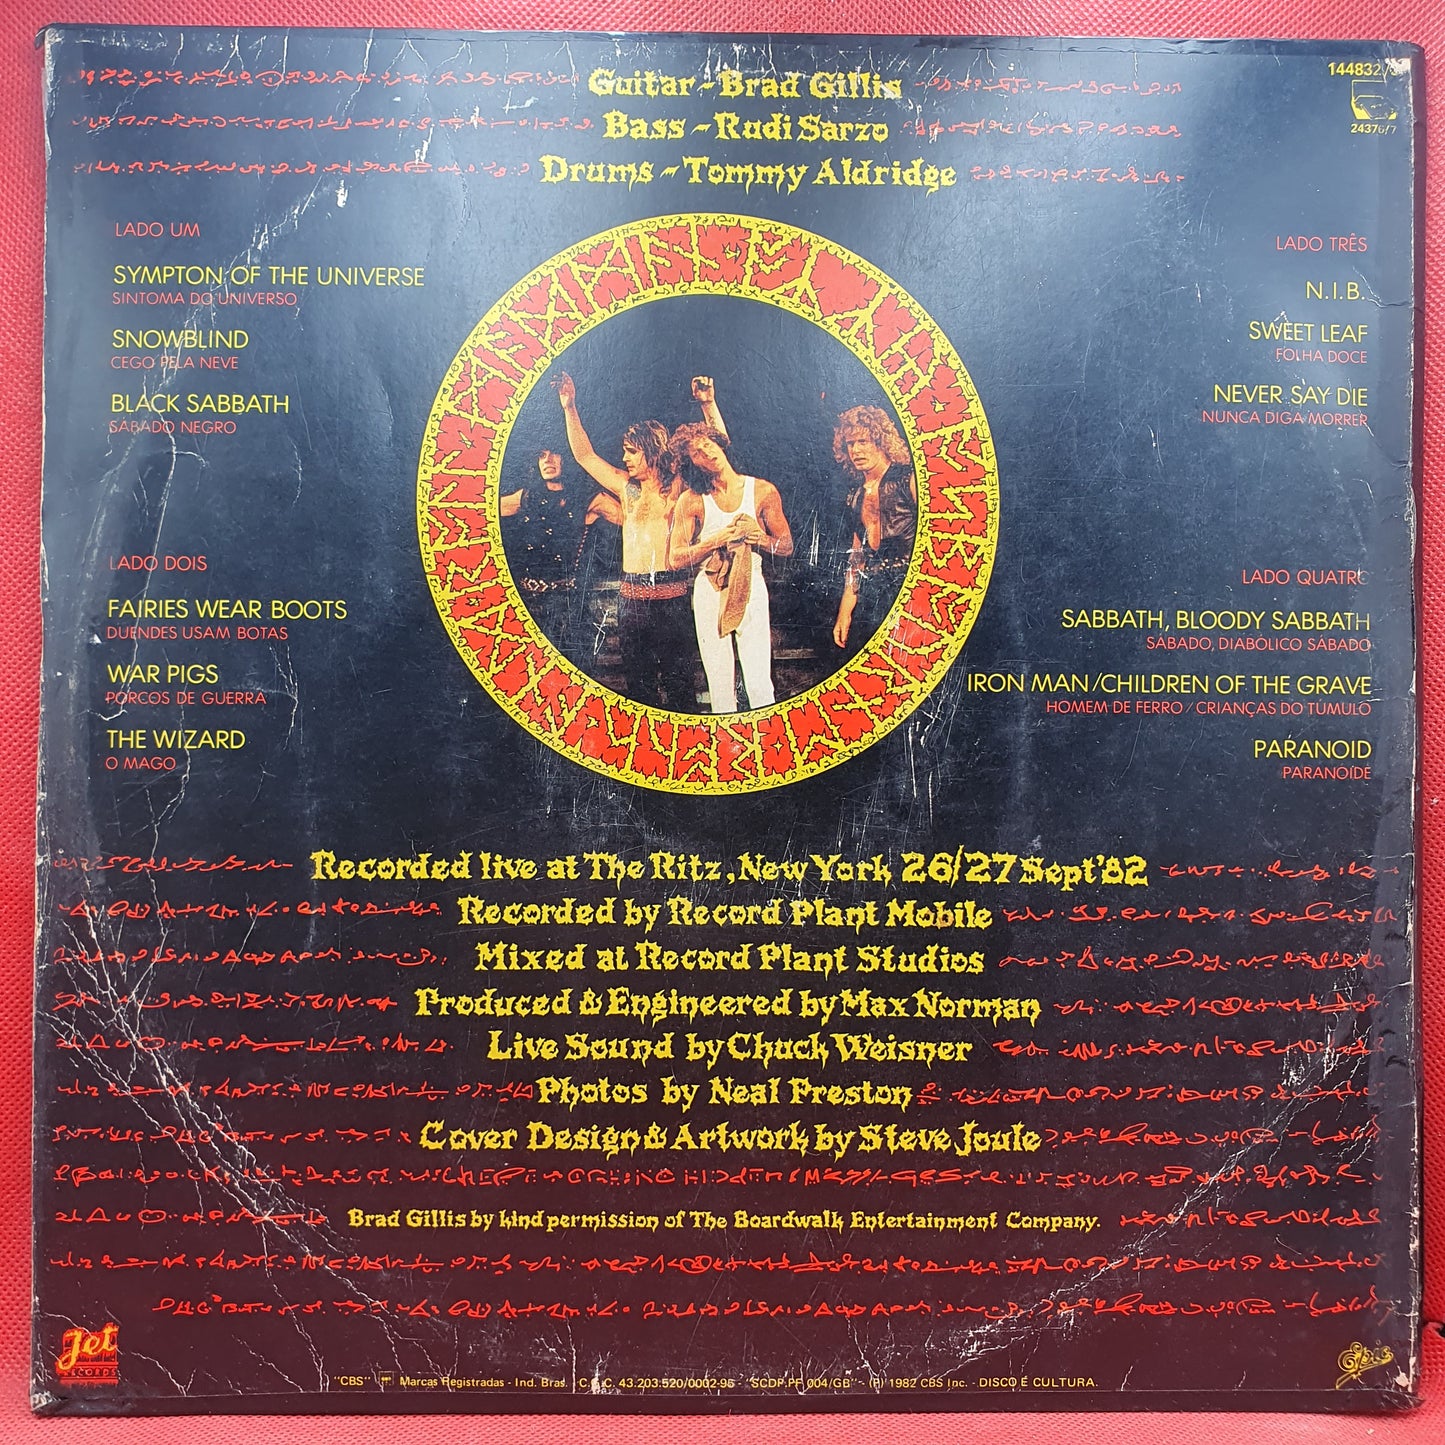 Guitar - Brad Gillis
Bass - Rudi Sarzo
Drums - Tommy Aldridge
144832
24376/7
LADO UM
SYMPTON OF THE UNIVERSE
SINTOMA DO UNIVERSO
SNOWBLIND
CEGO PELA NEVE
BLACK SABBATH
SÁBADO NEGRO
LADO DOIS
FAIRIES WEAR BOOTS
DUENDES USAM BOTAS
WAR PIGS
PORCOS DE GUERRA
THE WIZARD
O MAGO
LADO TRÊS
N.I.B.
SWEET LEAF
FOLHA DOCE
NEVER SAY DIE
NUNCA DIGA MORRER
LADO QUATRO
SABBATH, BLOODY SABBATH
SÁBADO, DIABÓLICO SÁBADO
IRON MAN/CHILDREN OF THE GRAVE
HOMEM DE FERRO / CRIANÇAS DO TÚMULO
PARANOID
PARANÓIDE
Recorded live at The Ritz, New York 26/27 Sept'82
Recorded by Record Plant Mobile
Mixed at Record Plant Studios
Produced & Engineered by Max Norman
Live Sound by Chuck Weisner
Photos by Neal Preston
Cover Design & Artwork by Steve Joule
Brad Gillis by kind permission of The Boardwalk Entertainment Company.
Jet
RECORDS
Epic
"CBS" Marcas Registradas - Ind. Bras. - C.G.C. 43.203.520/0002-96 - "SCDP.PF 004/GB" - (P) 1982 CBS Inc. - DISCO É CULTURA.